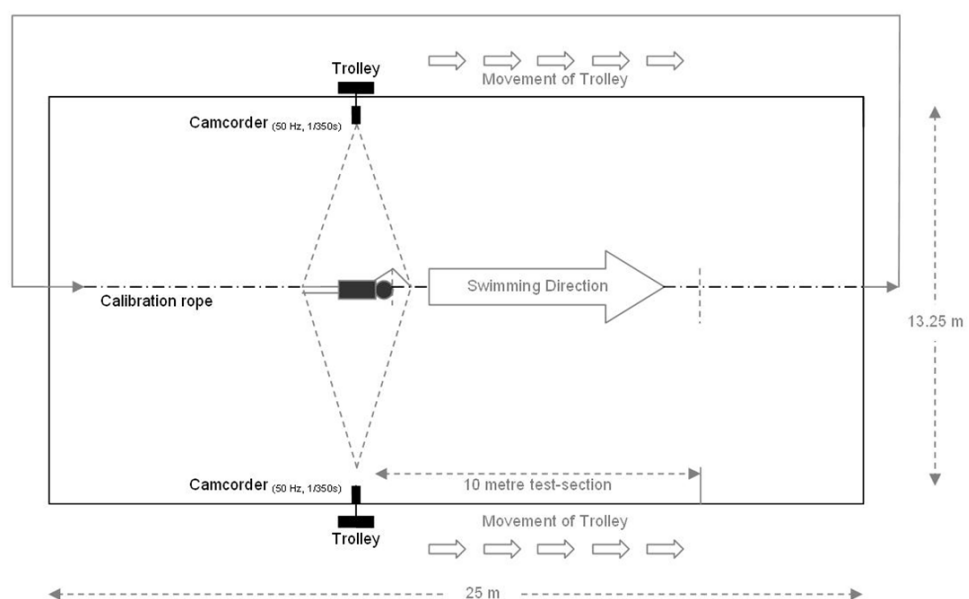 Trolley
Movement of Trolley
Camcorder (50 Hz, 1/350s)
Swimming Direction
Calibration rope
13.25 m
Camcorder (50 Hz, 1/350s)
10 metre test-section
Movement of Trolley
Trolley
25 m